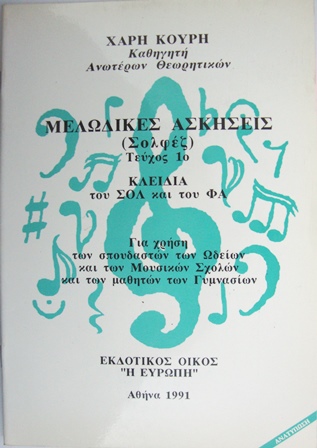 ΧΑΡΗ ΚΟΥΡΗ
Καθηγητή
Ανωτέρων Θεωρητικών
ΜΕΛΩΔΙΚΕΣ ΑΣΚΗΣΕΙΣ
(Σολφέζ)
Τεύχος 1ο
ΚΛΕΙΔΙΑ
του ΣΟΛ και του ΦΑ
Για χρήση
των σπουδαστών των Ωδείων
και των Μουσικών Σχολών
και των μαθητών των Γυμνασίων
ΕΚΔΟΤΙΚΟΣ ΟΙΚΟΣ
"Η ΕΥΡΩΠΗ"
Αθήνα 1991
ΑΝΑΤΥΠΩΣΗ